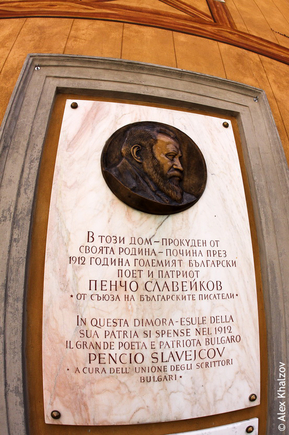 В ТОЗИ ДОМ – ПРОКУДЕН ОТ
СВОЯТА РОДИНА – ПОЧИНА ПРЕЗ
1912 ГОДИНА ГОЛЕМИЯТ БЪЛГАРСКИ
ПОЕТ И ПАТРИОТ
ПЕНЧО СЛАВЕЙКОВ
• ОТ СЪЮЗА НА БЪЛГАРСКИТЕ ПИСАТЕЛИ •
IN QUESTA DIMORA – ESULE DELLA
SUA PATRIA SI SPENSE NEL 1912
IL GRANDE POETA E PATRIOTA BULGARO
PENCIO SLAVEJCOV
• A CURA DELL' UNIONE DEGLI SCRITTORI
BULGARI •
© Alex Khalzov